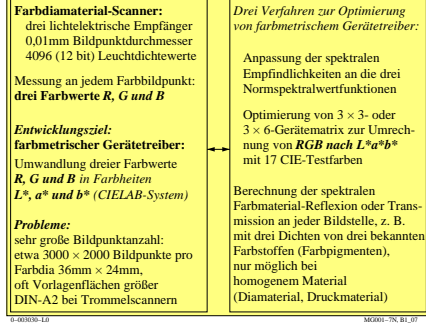 Farbdiamaterial-Scanner:
drei lichtelektrische Empfänger
0,01mm Bildpunktdurchmesser
4096 (12 bit) Leuchtdichtewerte
Messung an jedem Farbbildpunkt:
drei Farbwerte R, G und B
Entwicklungsziel:
farbmetrischer Gerätetreiber:
Umwandlung dreier Farbwerte
R, G und B in Farbheiten
L*, a* und b* (CIELAB-System)
Probleme:
sehr große Bildpunktanzahl:
etwa 3000 × 2000 Bildpunkte pro
Farbdia 36mm × 24mm,
oft Vorlagenflächen größer
DIN-A2 bei Trommelscannern
Drei Verfahren zur Optimierung
von farbmetrischem Gerätetreiber:
Anpassung der spektralen
Empfindlichkeiten an die drei
Normspektralwertfunktionen
Optimierung von 3 × 3- oder
3 × 6-Gerätematrix zur Umrech-
nung von RGB nach L*a*b*
mit 17 CIE-Testfarben
Berechnung der spektralen
Farbmaterial-Reflexion oder Trans-
mission an jeder Bildstelle, z. B.
mit drei Dichten von drei bekannten
Farbstoffen (Farbpigmenten),
nur möglich bei
homogenem Material
(Diamaterial, Druckmaterial)
0-003030-L0
MG001-7N, B1_07